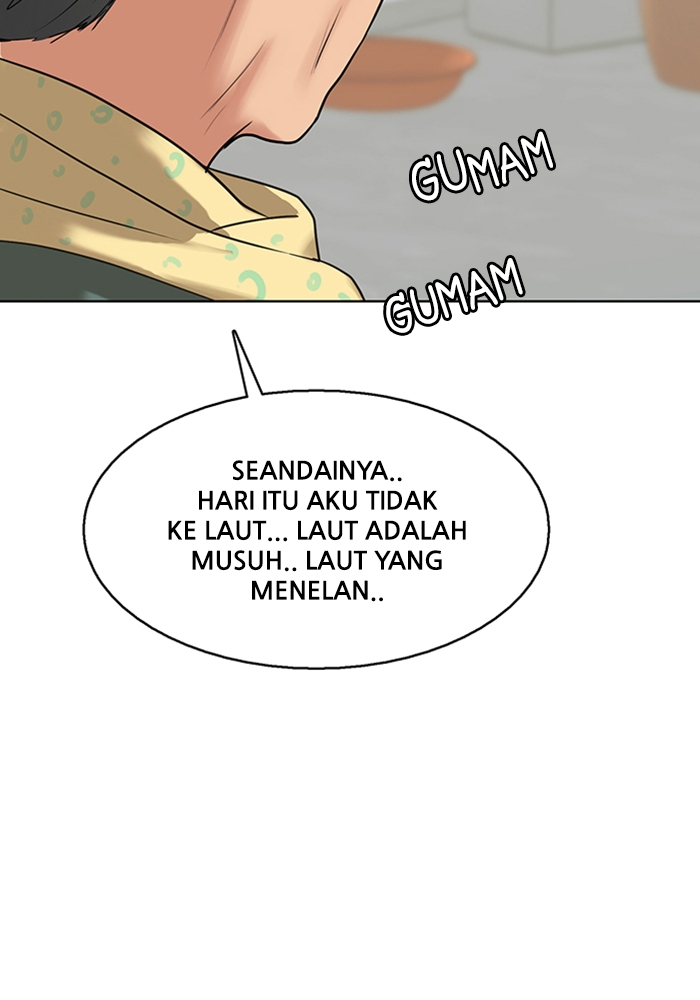 GUMAM
GUMAM
SEANDAINYA..
HARI ITU AKU TIDAK
KE LAUT... LAUT ADALAH
MUSUH.. LAUT YANG
MENELAN..